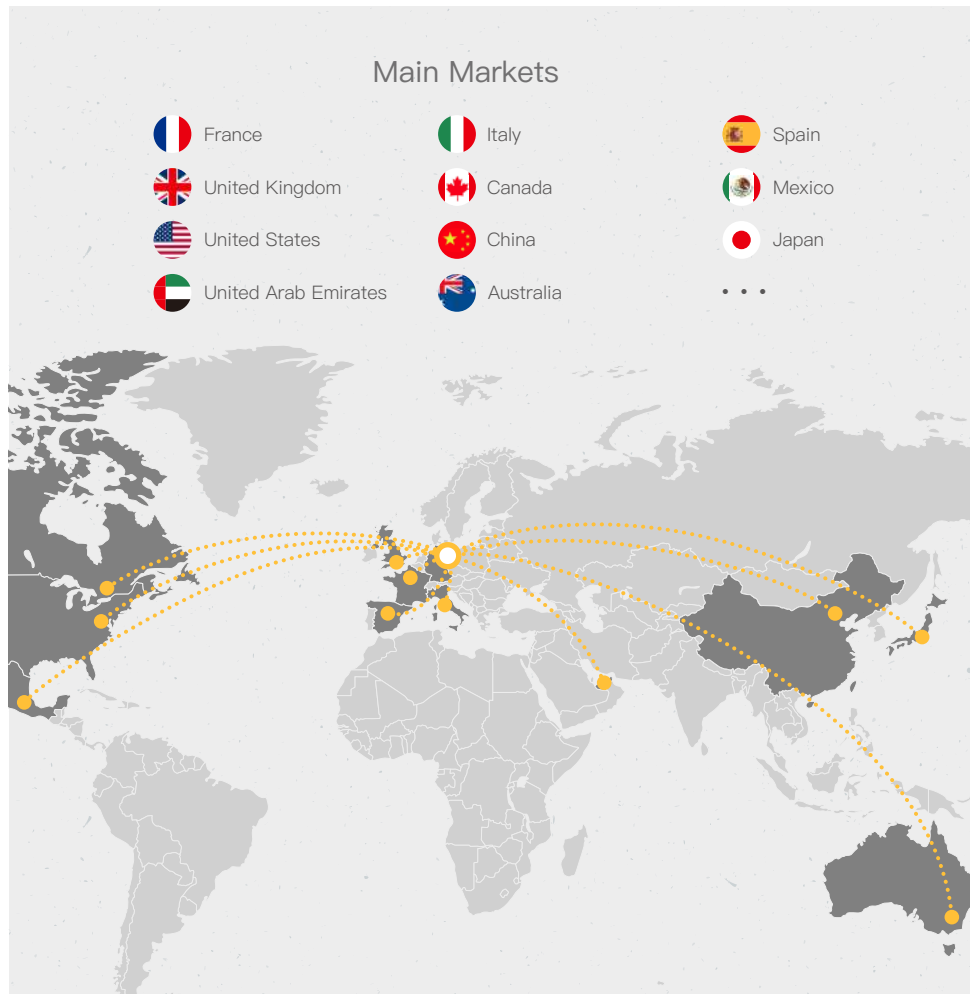 Main Markets
France
Italy
Spain
United Kingdom
Canada
Mexico
United States
China
Japan
United Arab Emirates
Australia
. . .